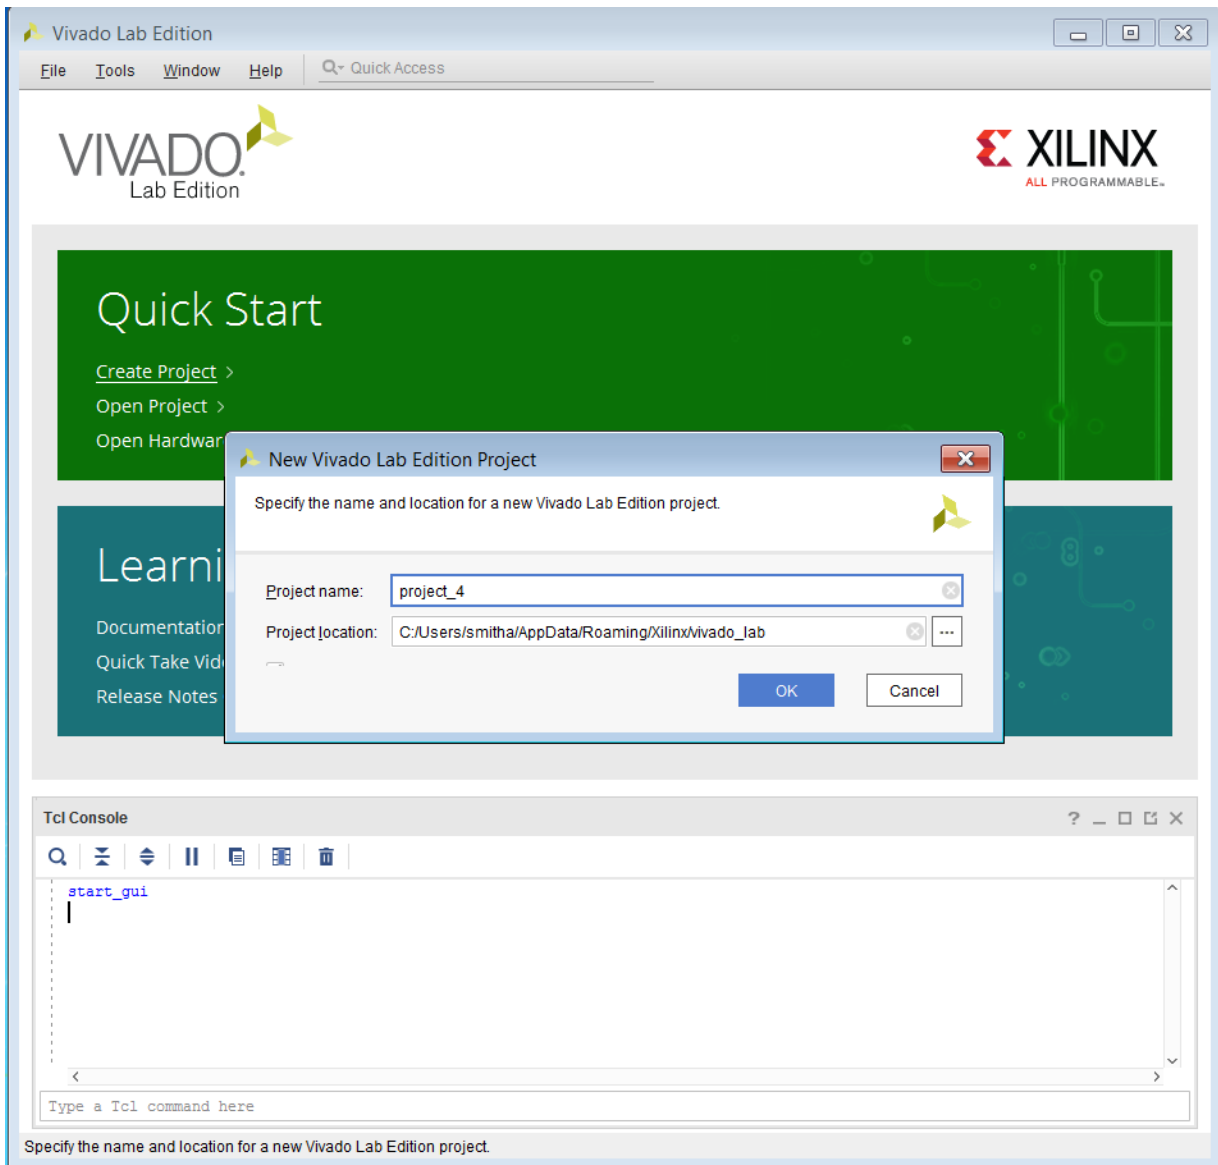 Vivado Lab Edition
File Tools Window Help Quick Access
VIVADO.
Lab Edition
XILINX
ALL PROGRAMMABLE™
Quick Start
Create Project >
Open Project >
Open Hardwar
New Vivado Lab Edition Project
Specify the name and location for a new Vivado Lab Edition project.
Learni
Project name: project_4
Documentation
Project location: C:/Users/smitha/AppData/Roaming/Xilinx/vivado_lab ...
Quick Take Vid
Release Notes
OK Cancel
Tcl Console
start_gui
Type a Tcl command here
Specify the name and location for a new Vivado Lab Edition project.